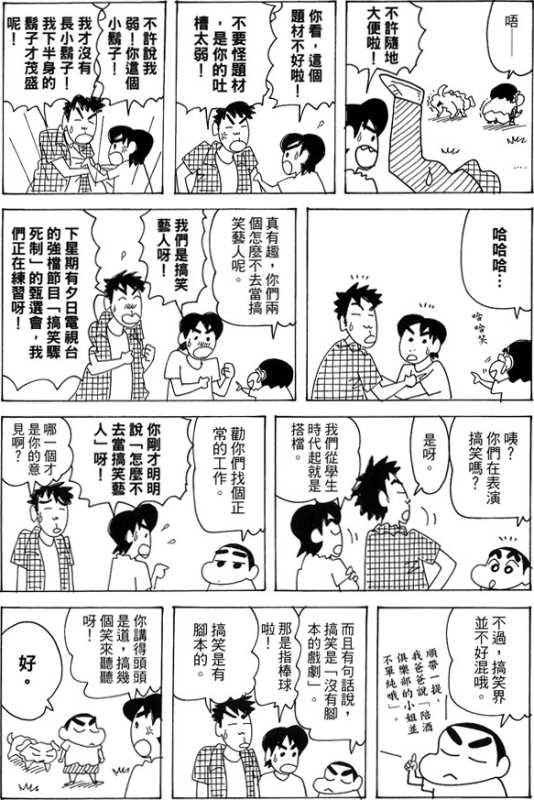 唔——
不許隨地
大便啦！
你看，這個
題材不好啦！
不要怪題材
，是你的吐
槽太弱！
不許說我
弱！你這個
小鬍子！
我才沒有
長小鬍子！
我下半身的
鬍子才茂盛
呢！
哈哈哈…
哈哈笑
真有趣，你們兩
個怎麼不去當搞
笑藝人呢。
我們是搞笑
藝人呀！
下星期有夕日電視台
的強檔節目「搞笑驟
死制」的甄選會，我
們正在練習呀！
咦？
你們在表演
搞笑嗎？
是呀。
我們從學生
時代起就是
搭檔。
勸你們找個正
常的工作。
你剛才明明
說「怎麼不
去當搞笑藝
人」呀！
哪一個才
是你的意
見啊？
不過，搞笑界
並不好混哦。
順帶一提，
我爸爸說「陪酒
俱樂部的小姐並
不單純哦」。
而且有句話說，
搞笑是「沒有腳
本的戲劇」。
那是指棒球
啦！
搞笑是有
腳本的。
你講得頭頭
是道，搞幾
個笑來聽聽
呀！
好。